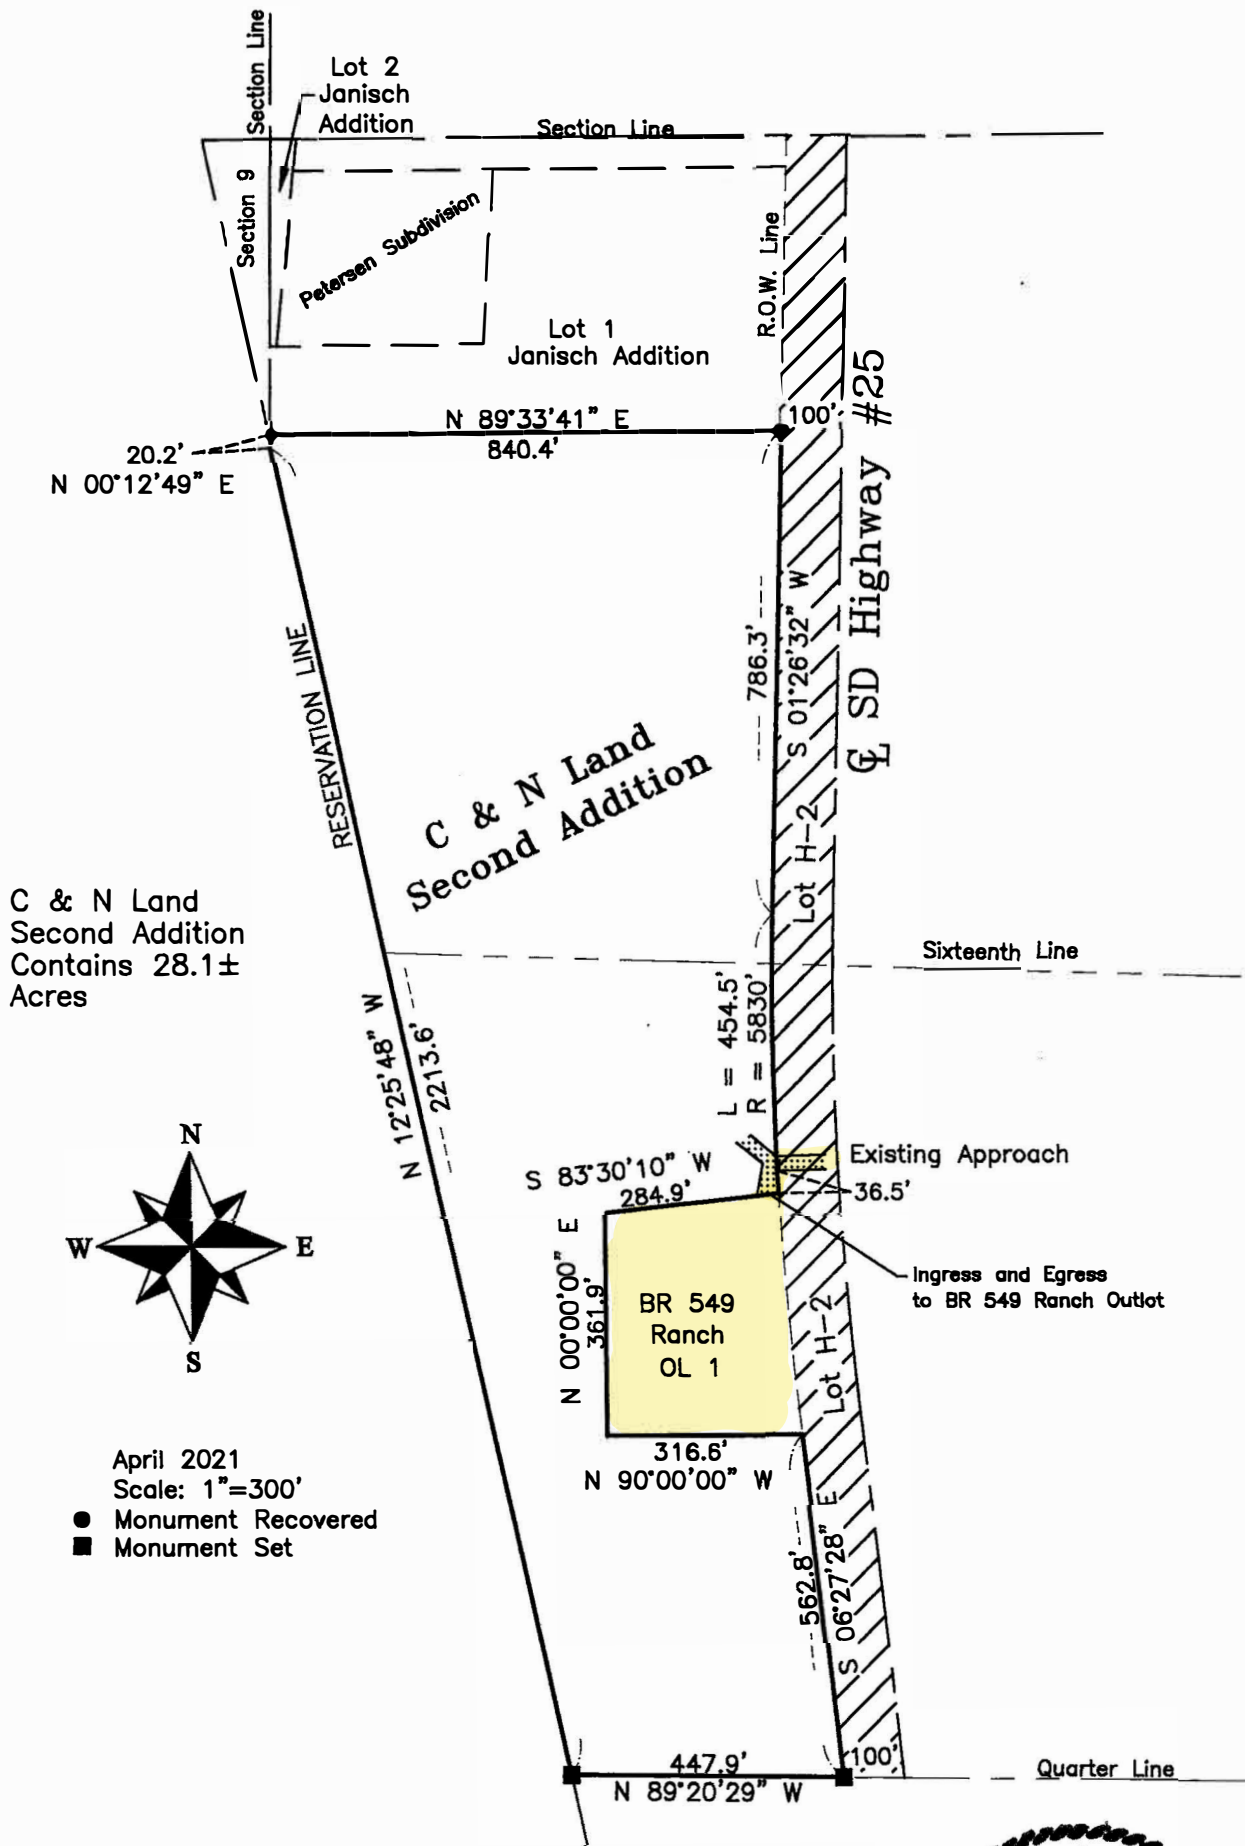 Section Line
Lot 2
Janisch
Addition
Section Line
Section 9
Petersen Subdivision
R.O.W. Line
Lot 1
Janisch Addition
N 89°33'41" E
840.4'
100'
20.2'
N 00°12'49" E
℄ SD Highway #25
RESERVATION LINE
786.3'
S 01°26'32" W
C & N Land
Second Addition
Lot H-2
C & N Land
Second Addition
Contains 28.1±
Acres
Sixteenth Line
N 12°25'48" W
2213.6'
L = 454.5'
R = 5830'
N
W
E
S
S 83°30'10" W
284.9'
Existing Approach
36.5'
N 00°00'00" E
361.9'
BR 549
Ranch
OL 1
Ingress and Egress
to BR 549 Ranch Outlot
Lot H-2
316.6'
N 90°00'00" W
April 2021
Scale: 1"=300'
Monument Recovered
Monument Set
562.8'
S 06°27'28" E
447.9'
N 89°20'29" W
100'
Quarter Line